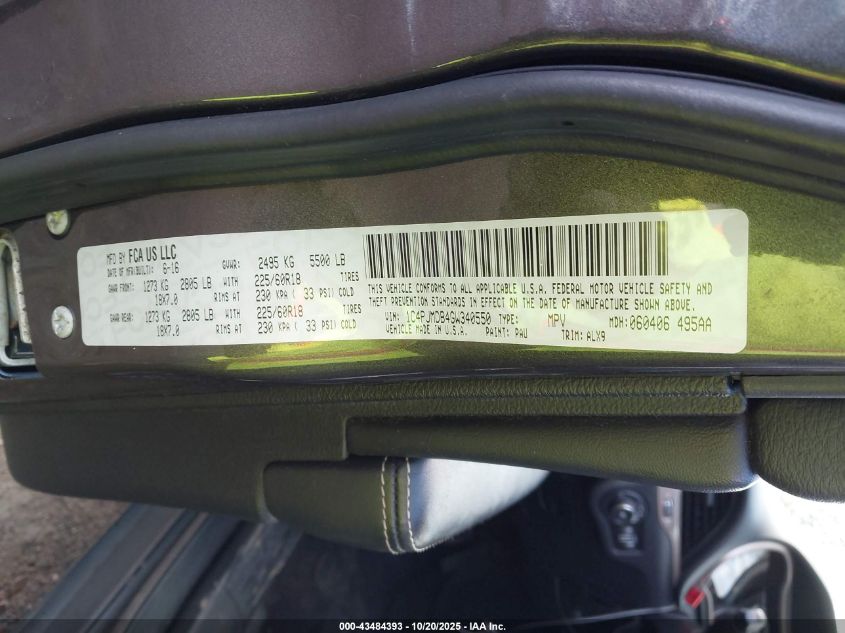 MFD BY FCA US LLC
DATE OF MFR(BUILT): 6-16 GVWR: 2495 KG 5500 LB
GAWR FRONT: 1273 KG 2805 LB WITH 225/60R18 TIRES
18X7.0 RIMS AT 230 KPA ( 33 PSI) COLD
GAWR REAR: 1273 KG 2805 LB WITH 225/60R18 TIRES
18X7.0 RIMS AT 230 KPA ( 33 PSI) COLD
THIS VEHICLE CONFORMS TO ALL APPLICABLE U.S.A. FEDERAL MOTOR VEHICLE SAFETY AND
THEFT PREVENTION STANDARDS IN EFFECT ON THE DATE OF MANUFACTURE SHOWN ABOVE.
VIN: 1C4PJMDB4GW340550 TYPE: MPV MDH: 060406 495AA
PAINT: PAU TRIM: ALX9
000-43484393 - 10/20/2025 - IAA Inc.